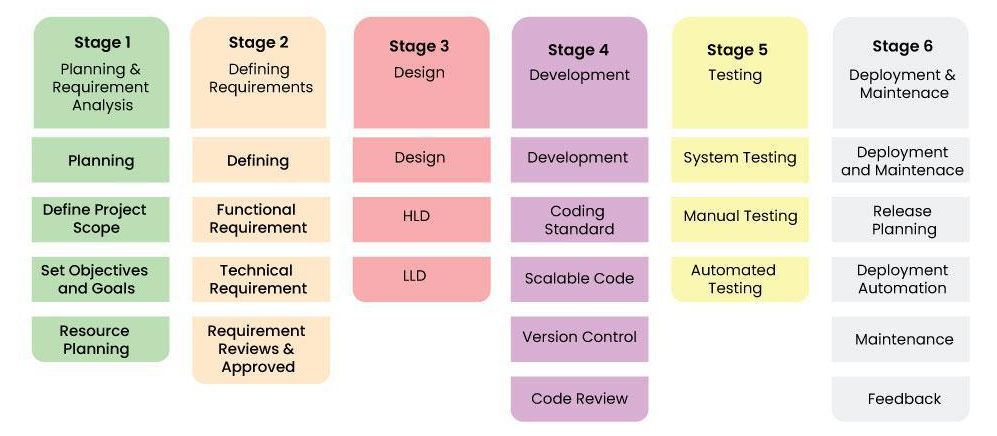 Stage 1
Planning &
Requirement
Analysis
Planning
Define Project
Scope
Set Objectives
and Goals
Resource
Planning
Stage 2
Defining
Requirements
Defining
Functional
Requirement
Technical
Requirement
Requirement
Reviews &
Approved
Stage 3
Design
Design
HLD
LLD
Stage 4
Development
Development
Coding
Standard
Scalable Code
Version Control
Code Review
Stage 5
Testing
System Testing
Manual Testing
Automated
Testing
Stage 6
Deployment &
Maintenace
Deployment
and Maintenace
Release
Planning
Deployment
Automation
Maintenance
Feedback